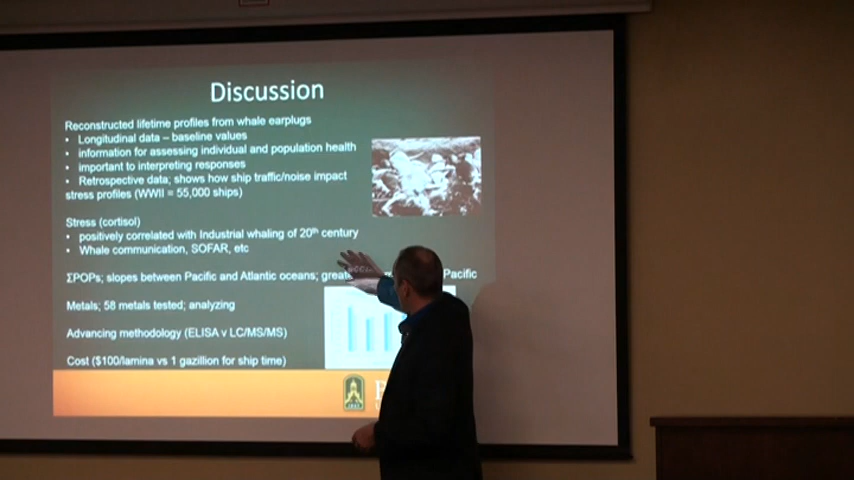 Discussion
Reconstructed lifetime profiles from whale earplugs
• Longitudinal data – baseline values
• information for assessing individual and population health
• important to interpreting responses
• Retrospective data; shows how ship traffic/noise impact
stress profiles (WWII = 55,000 ships)
Stress (cortisol)
• positively correlated with Industrial whaling of 20th century
• Whale communication, SOFAR, etc
ΣPOPs; slopes between Pacific and Atlantic oceans; Pacific
Metals; 58 metals tested; analyzing
Advancing methodology (ELISA v LC/MS/MS)
Cost ($100/lamina vs 1 gazillion for ship time)